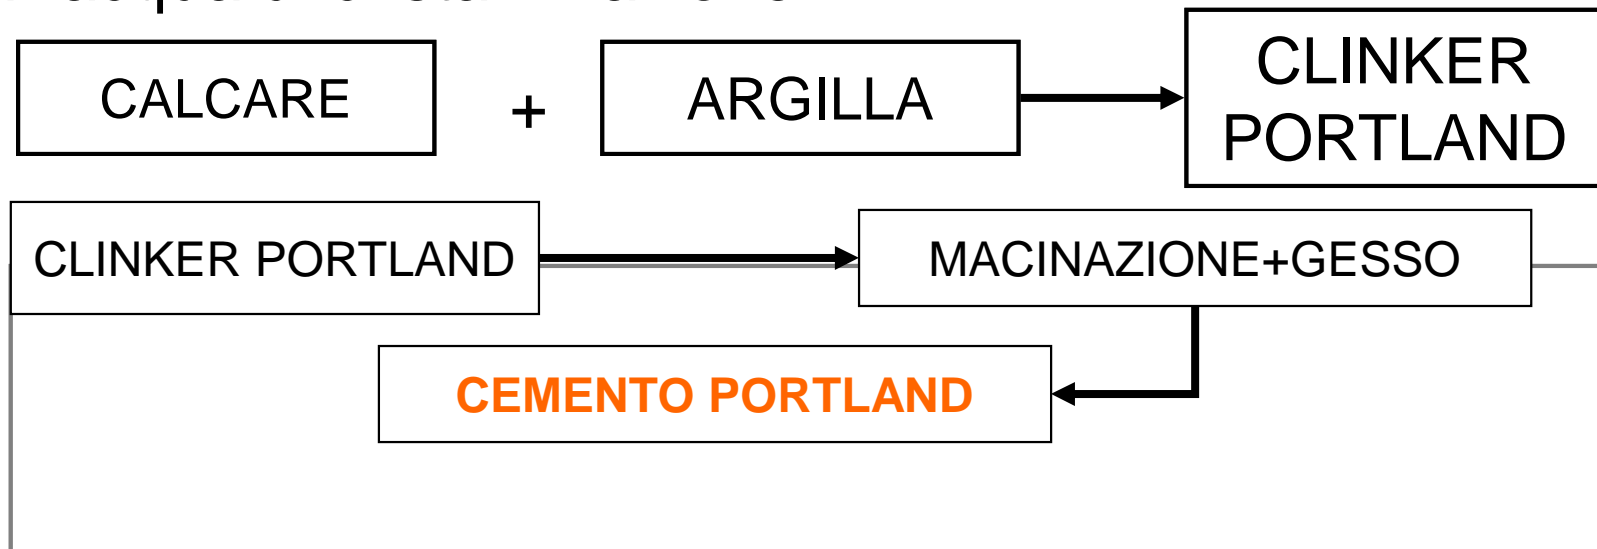 CALCARE
+
ARGILLA
CLINKER
PORTLAND
CLINKER PORTLAND
MACINAZIONE+GESSO
CEMENTO PORTLAND